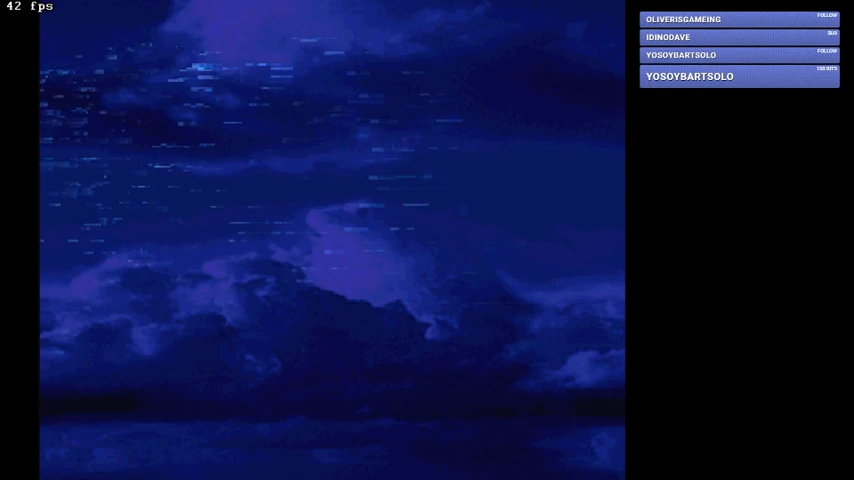 42 fps
OLIVERISGAMEING
FOLLOW
IDINODAVE
SUB
YOSOYBARTSOLO
FOLLOW
YOSOYBARTSOLO
100 BITS